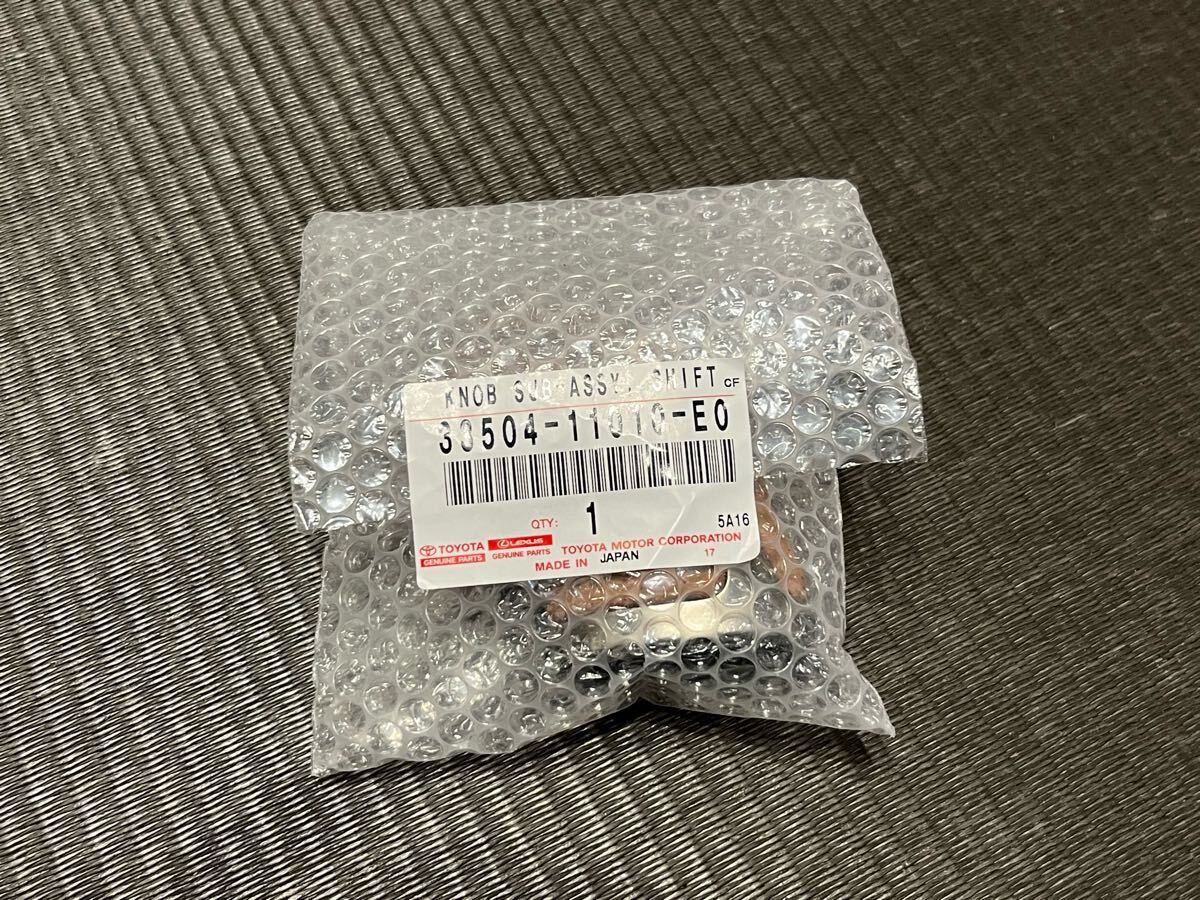 KNOB SUB ASSY, SHIFT CF
33504-11010-E0
QTY: 1 5A16
TOYOTA LEXUS TOYOTA MOTOR CORPORATION
GENUINE PARTS GENUINE PARTS 17
MADE IN JAPAN